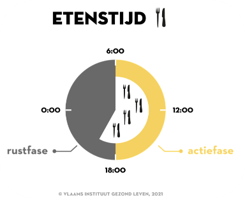 ETENSTIJD
6:00
0:00
12:00
rustfase
actiefase
18:00
© VLAAMS INSTITUUT GEZOND LEVEN, 2021